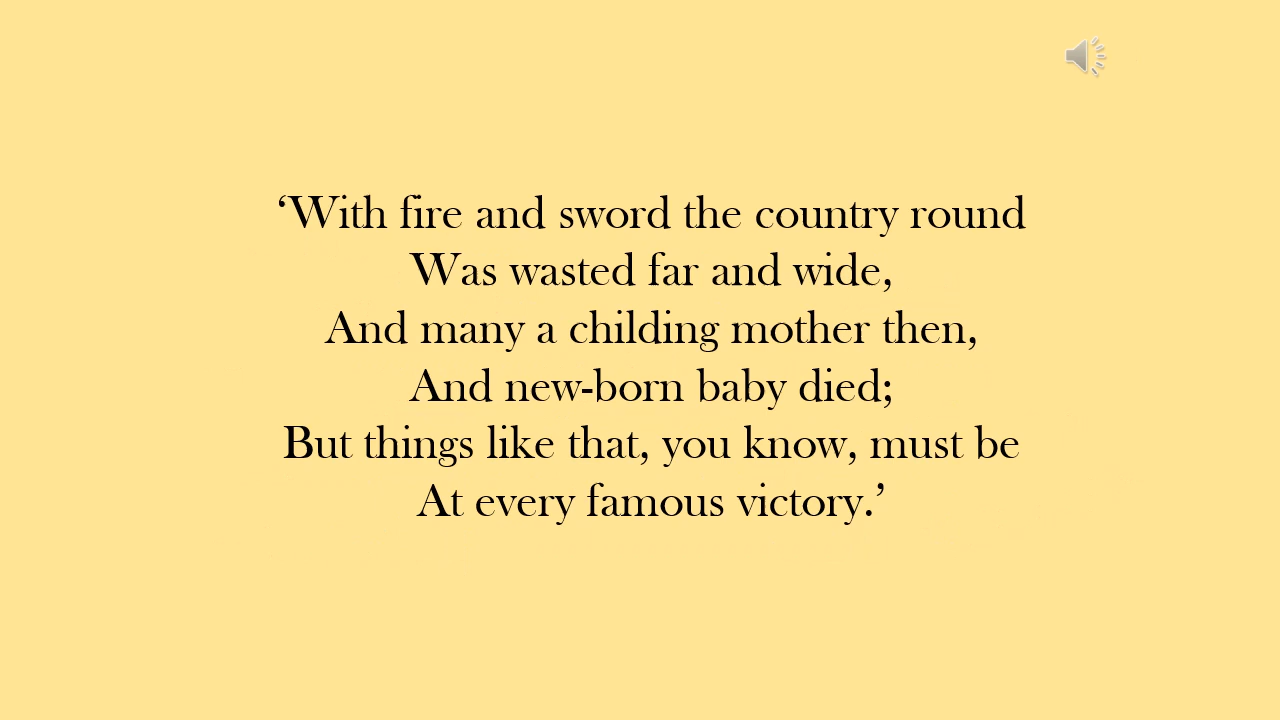 ‘With fire and sword the country round
Was wasted far and wide,
And many a childing mother then,
And new-born baby died;
But things like that, you know, must be
At every famous victory.’